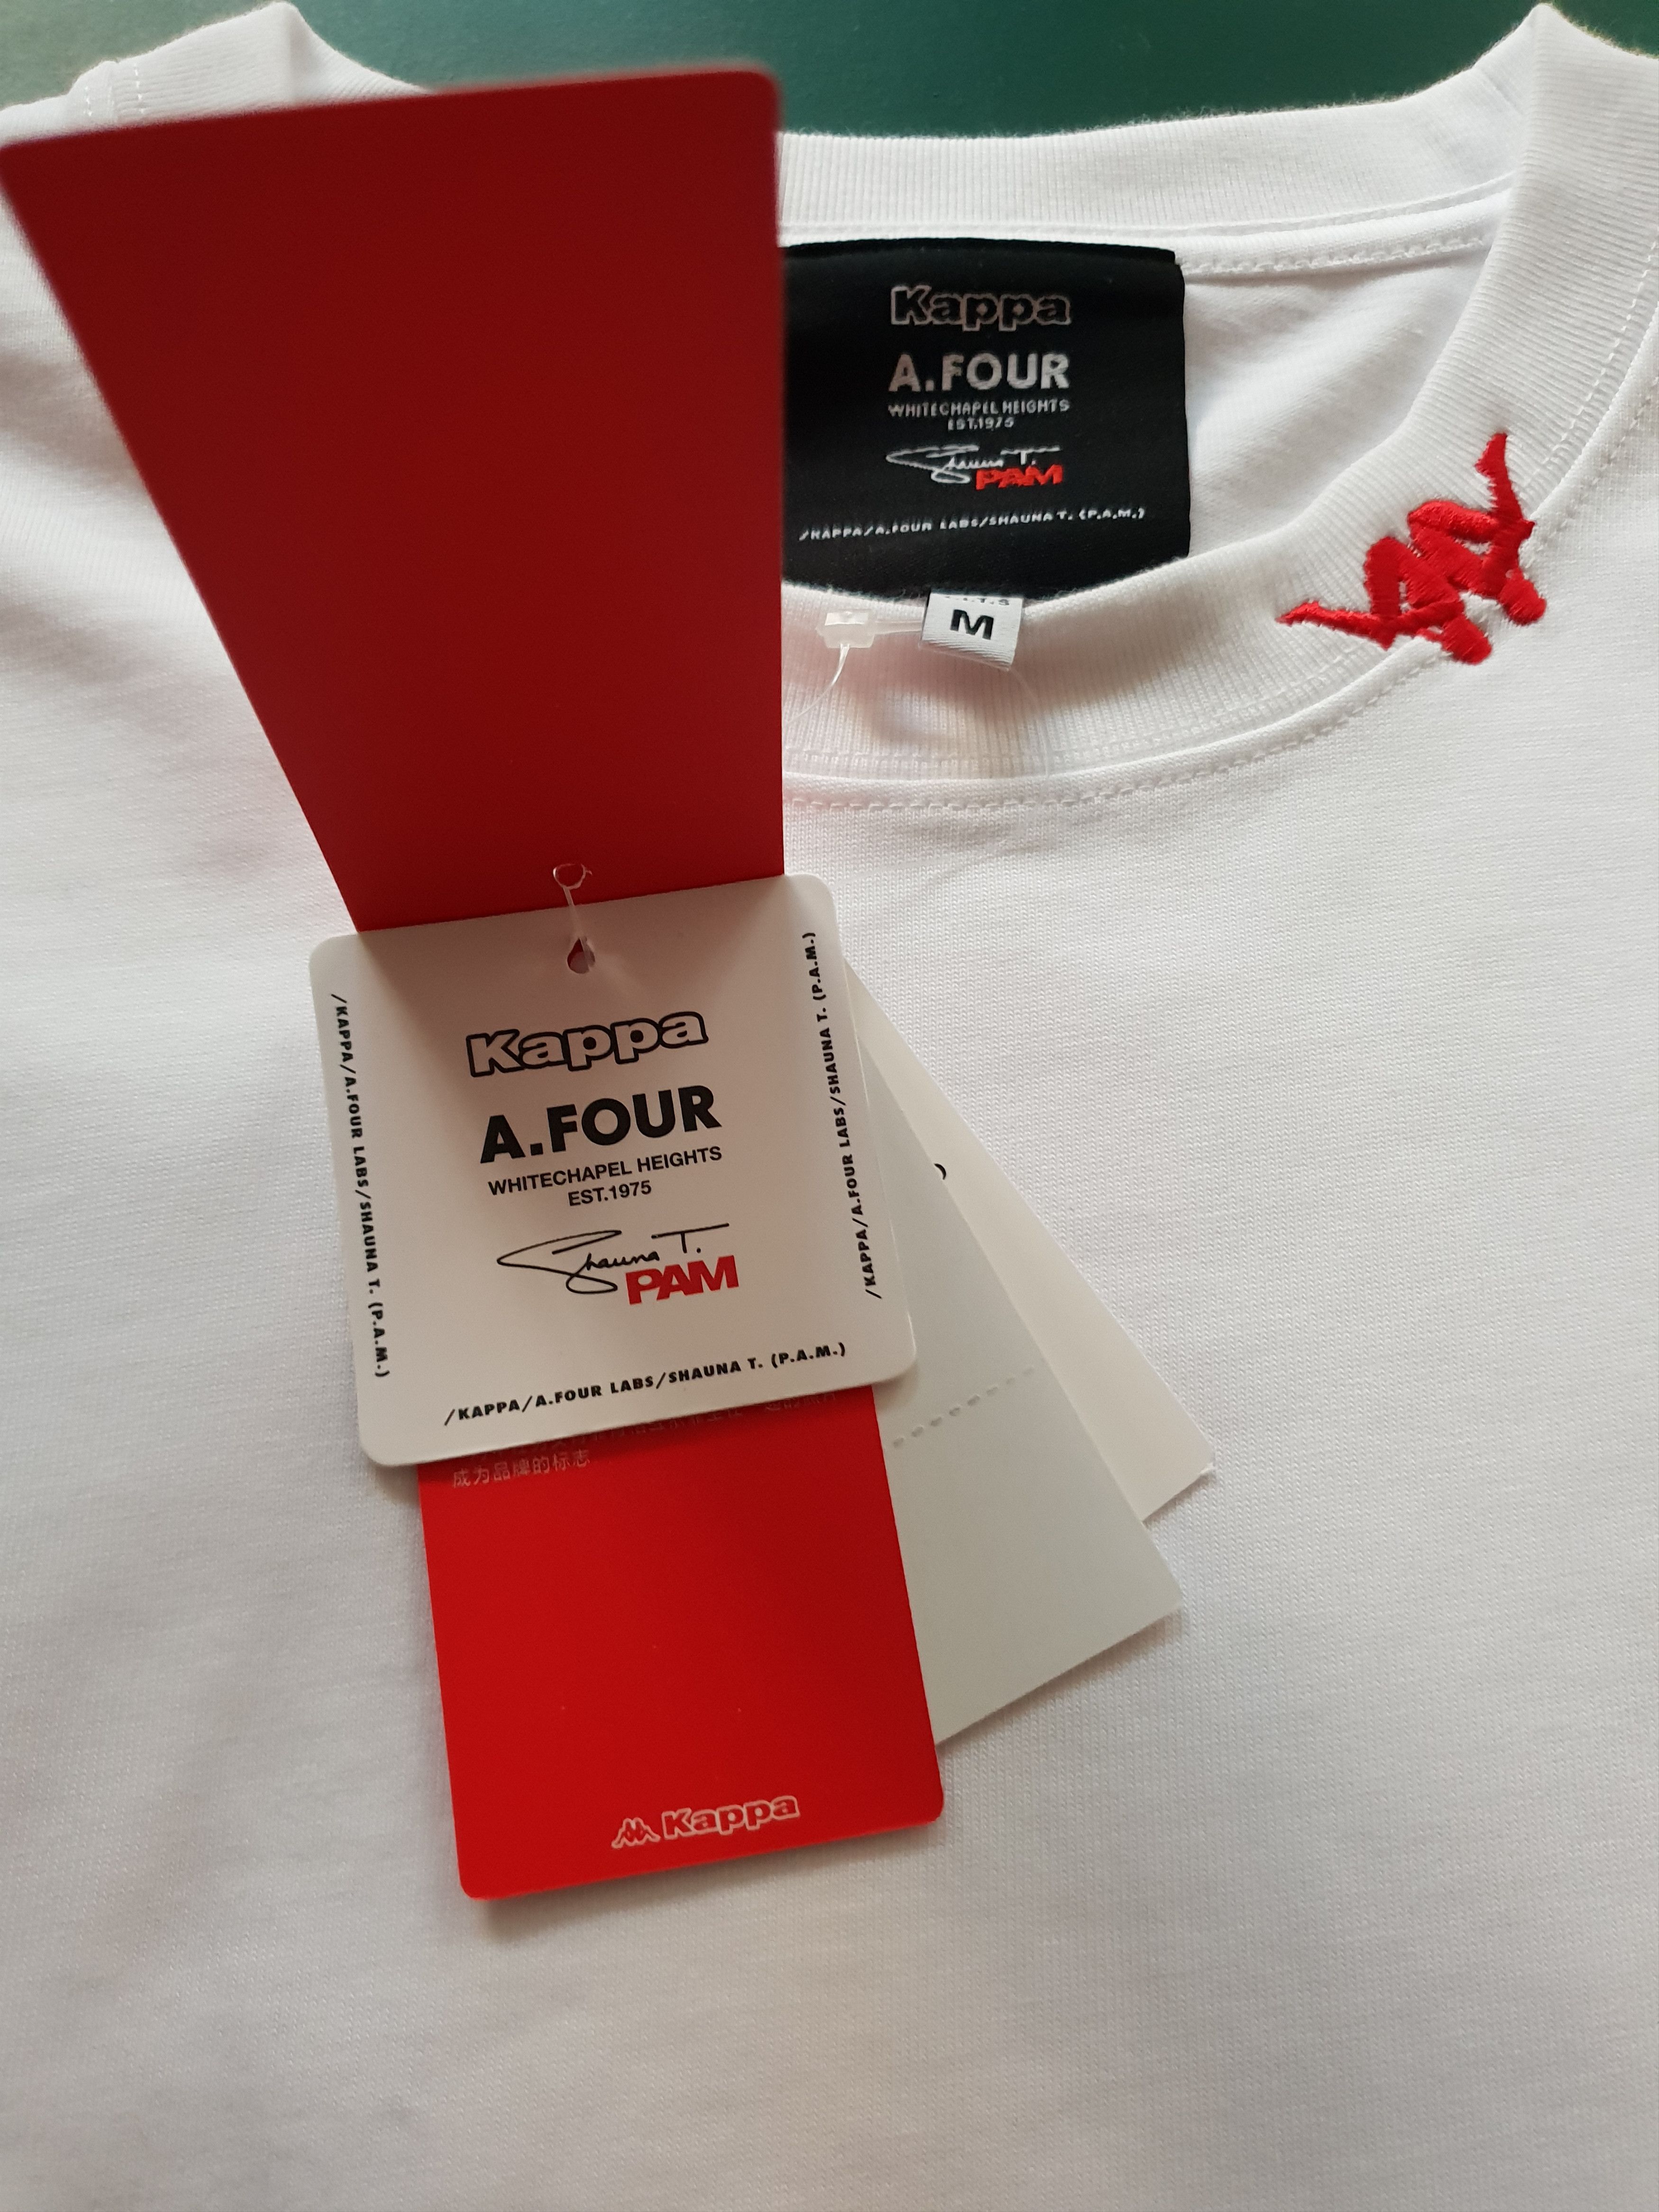 Kappa
A.FOUR
WHITECHAPEL HEIGHTS
EST.1975
Shauna T.
PAM
/KAPPA/A.FOUR LABS/SHAUNA T. (P.A.M.)
M
Kappa
A.FOUR
WHITECHAPEL HEIGHTS
EST.1975
Shauna T.
PAM
/KAPPA/A.FOUR LABS/SHAUNA T. (P.A.M.)
/KAPPA/A.FOUR LABS/SHAUNA T. (P.A.M.)
/KAPPA/A.FOUR LABS/SHAUNA T. (P.A.M.)
成为品牌的标志
Kappa